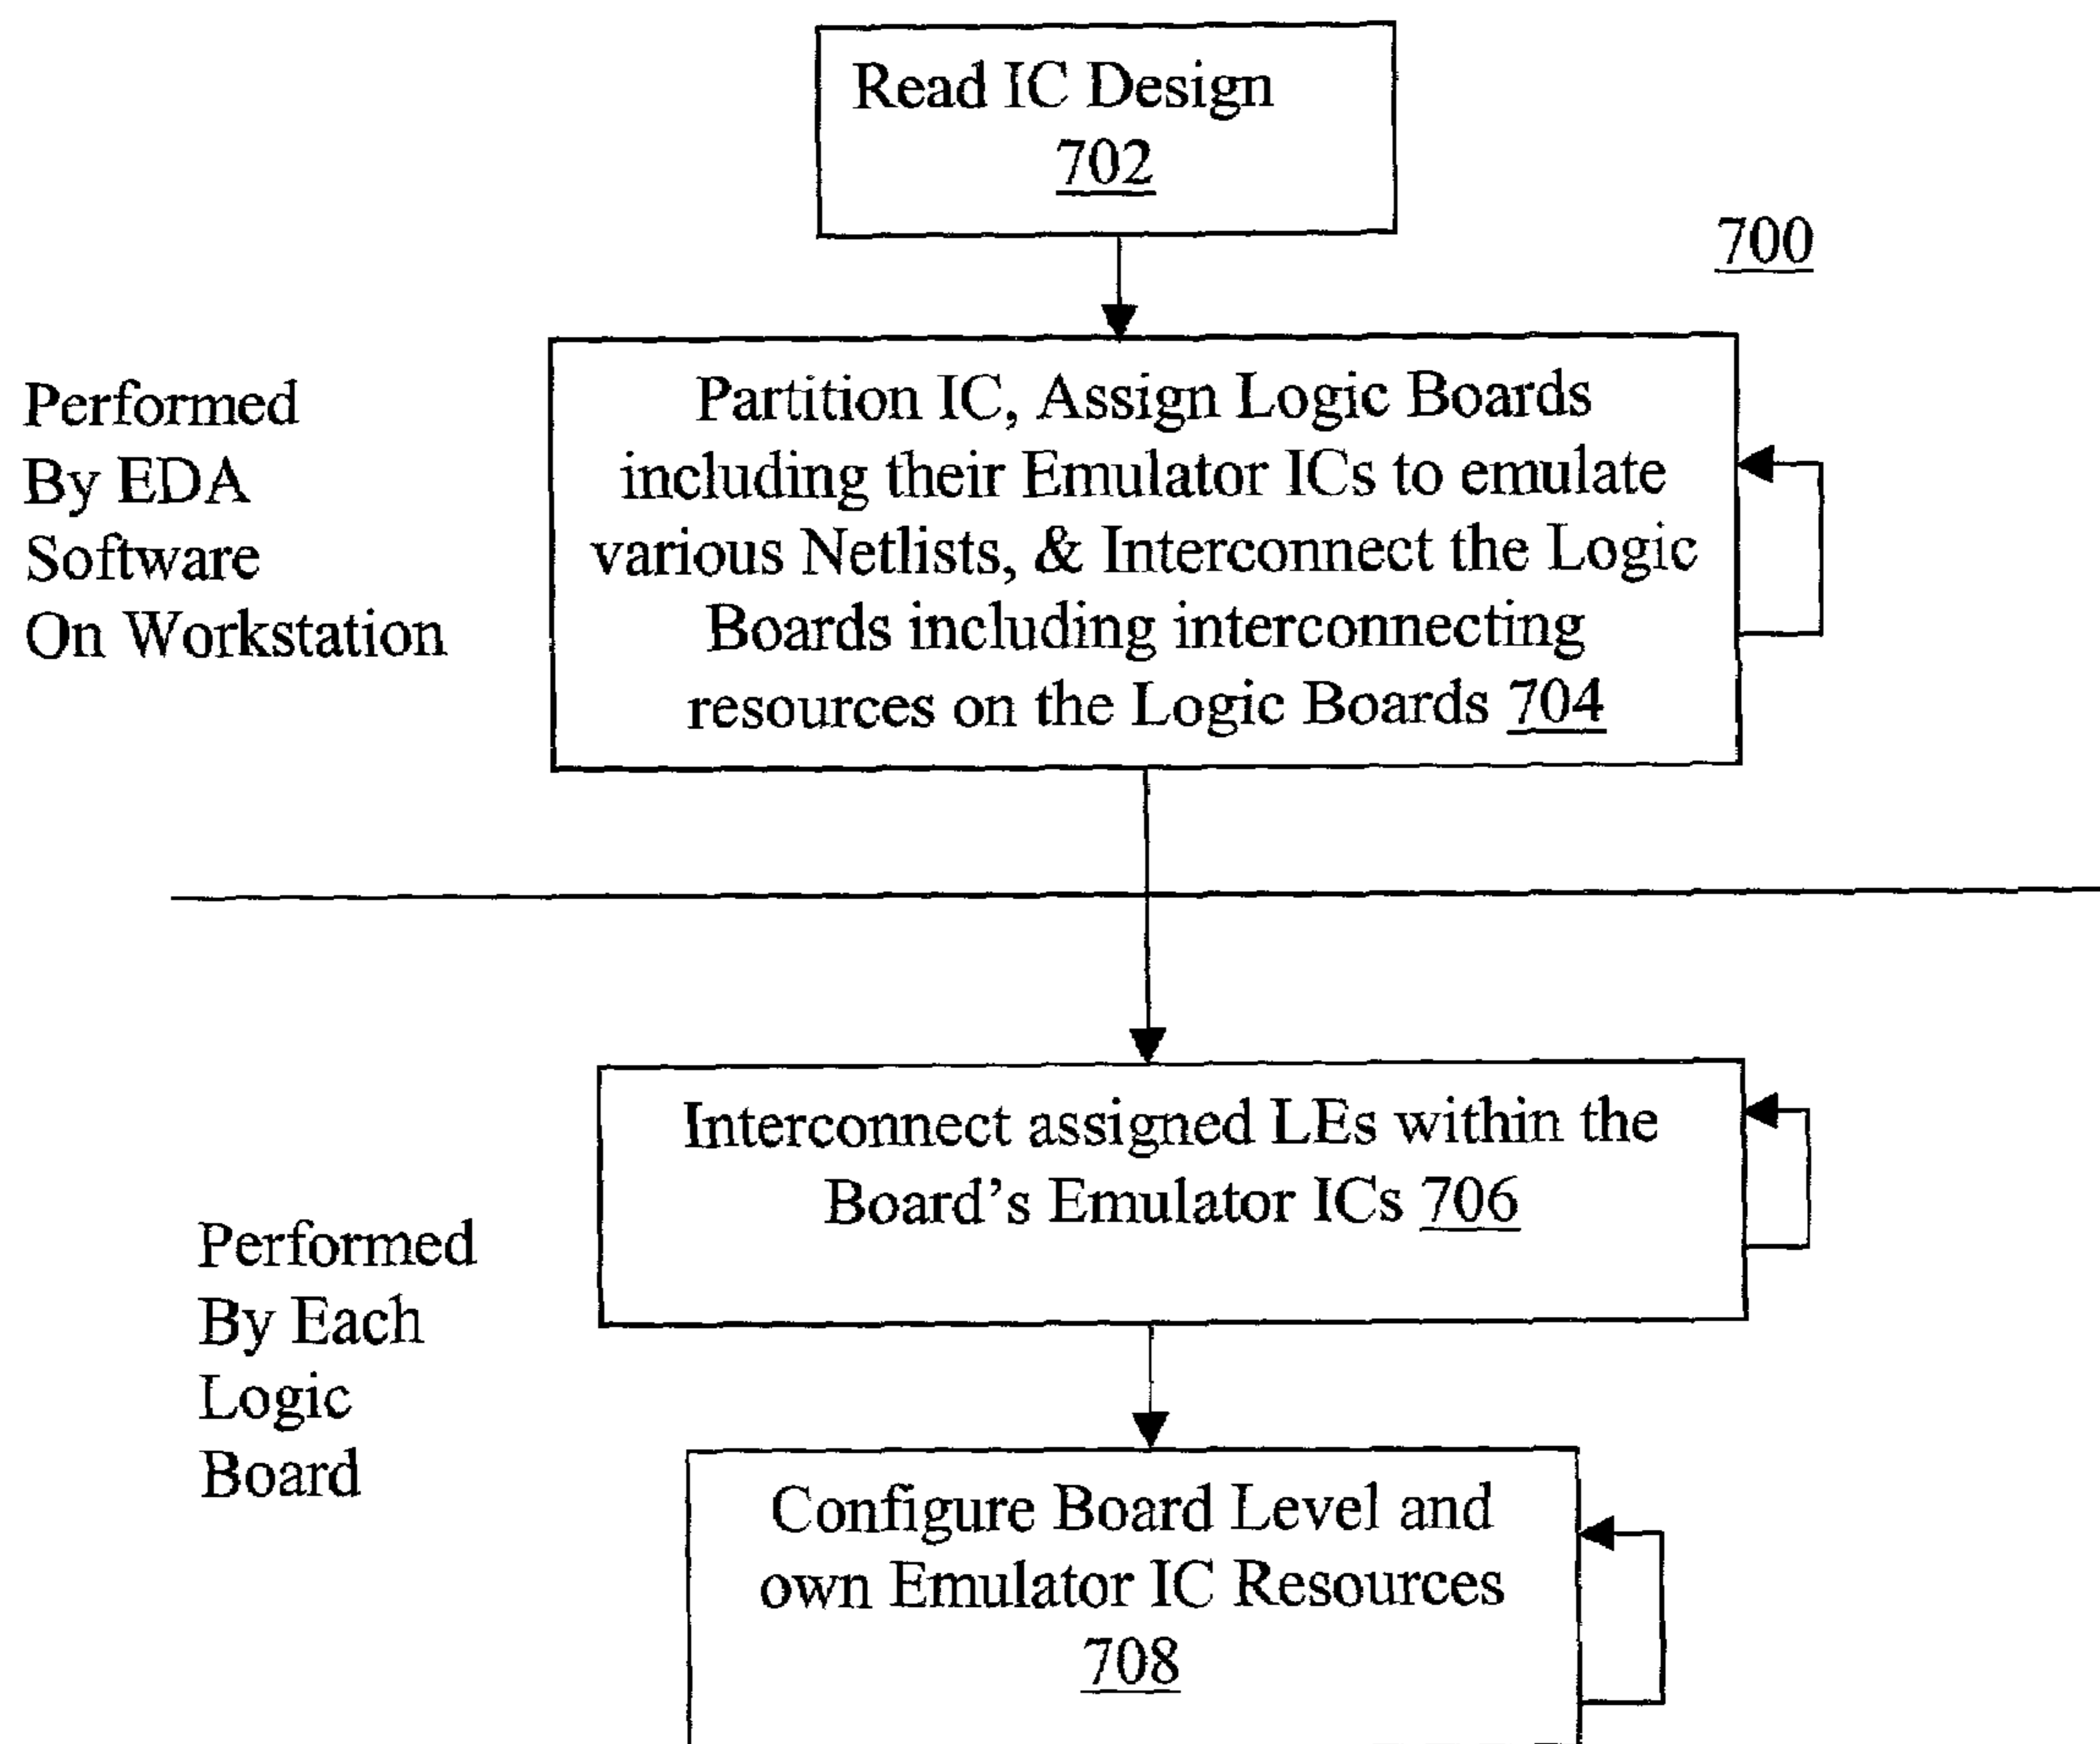 Read IC Design
702
700
Performed
By EDA
Software
On Workstation
Partition IC, Assign Logic Boards
including their Emulator ICs to emulate
various Netlists, & Interconnect the Logic
Boards including interconnecting
resources on the Logic Boards 704
Interconnect assigned LEs within the
Board's Emulator ICs 706
Performed
By Each
Logic
Board
Configure Board Level and
own Emulator IC Resources
708